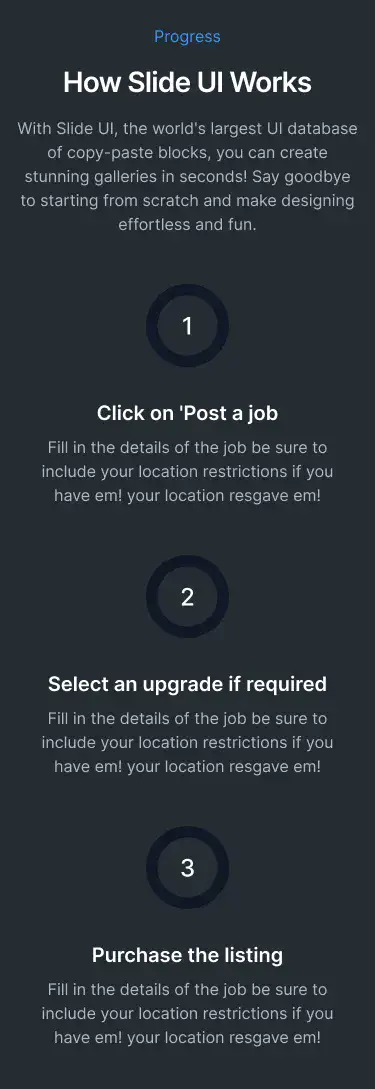 Progress
How Slide UI Works
With Slide UI, the world's largest UI database
of copy-paste blocks, you can create
stunning galleries in seconds! Say goodbye
to starting from scratch and make designing
effortless and fun.
1
Click on 'Post a job
Fill in the details of the job be sure to
include your location restrictions if you
have em! your location resgave em!
2
Select an upgrade if required
Fill in the details of the job be sure to
include your location restrictions if you
have em! your location resgave em!
3
Purchase the listing
Fill in the details of the job be sure to
include your location restrictions if you
have em! your location resgave em!